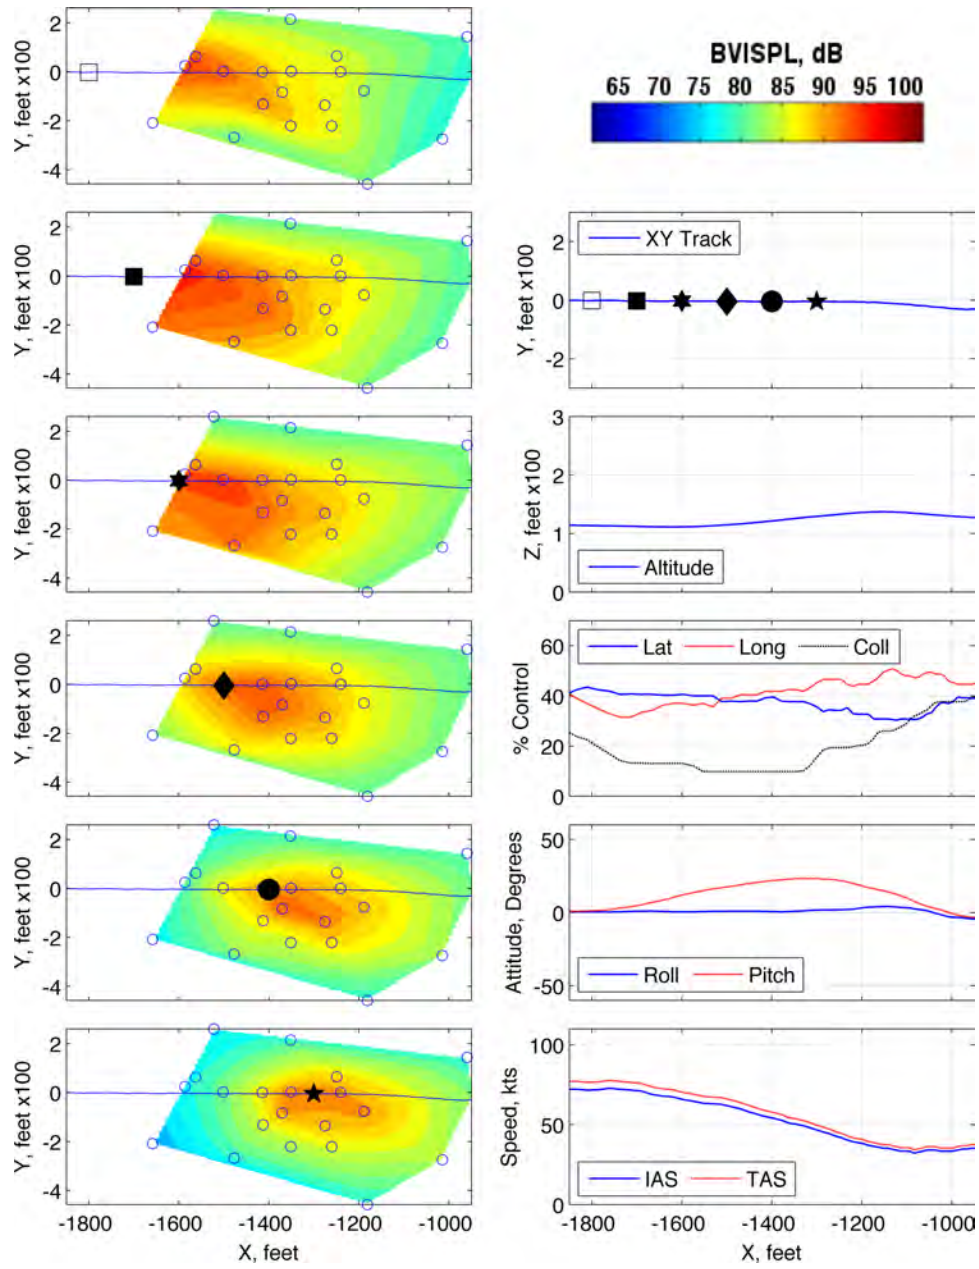 BVISPL, dB
65 70 75 80 85 90 95 100
2
0
-2
-4
Y, feet x100
2
0
-2
-4
Y, feet x100
2
0
-2
Y, feet x100
XY Track
2
0
-2
-4
Y, feet x100
3
2
1
0
Z, feet x100
Altitude
2
0
-2
-4
Y, feet x100
60
40
20
0
% Control
Lat Long Coll
2
0
-2
-4
Y, feet x100
50
0
-50
Attitude, Degrees
Roll Pitch
2
0
-2
-4
Y, feet x100
-1800 -1600 -1400 -1200 -1000
X, feet
100
50
0
Speed, kts
IAS TAS
-1800 -1600 -1400 -1200 -1000
X, feet